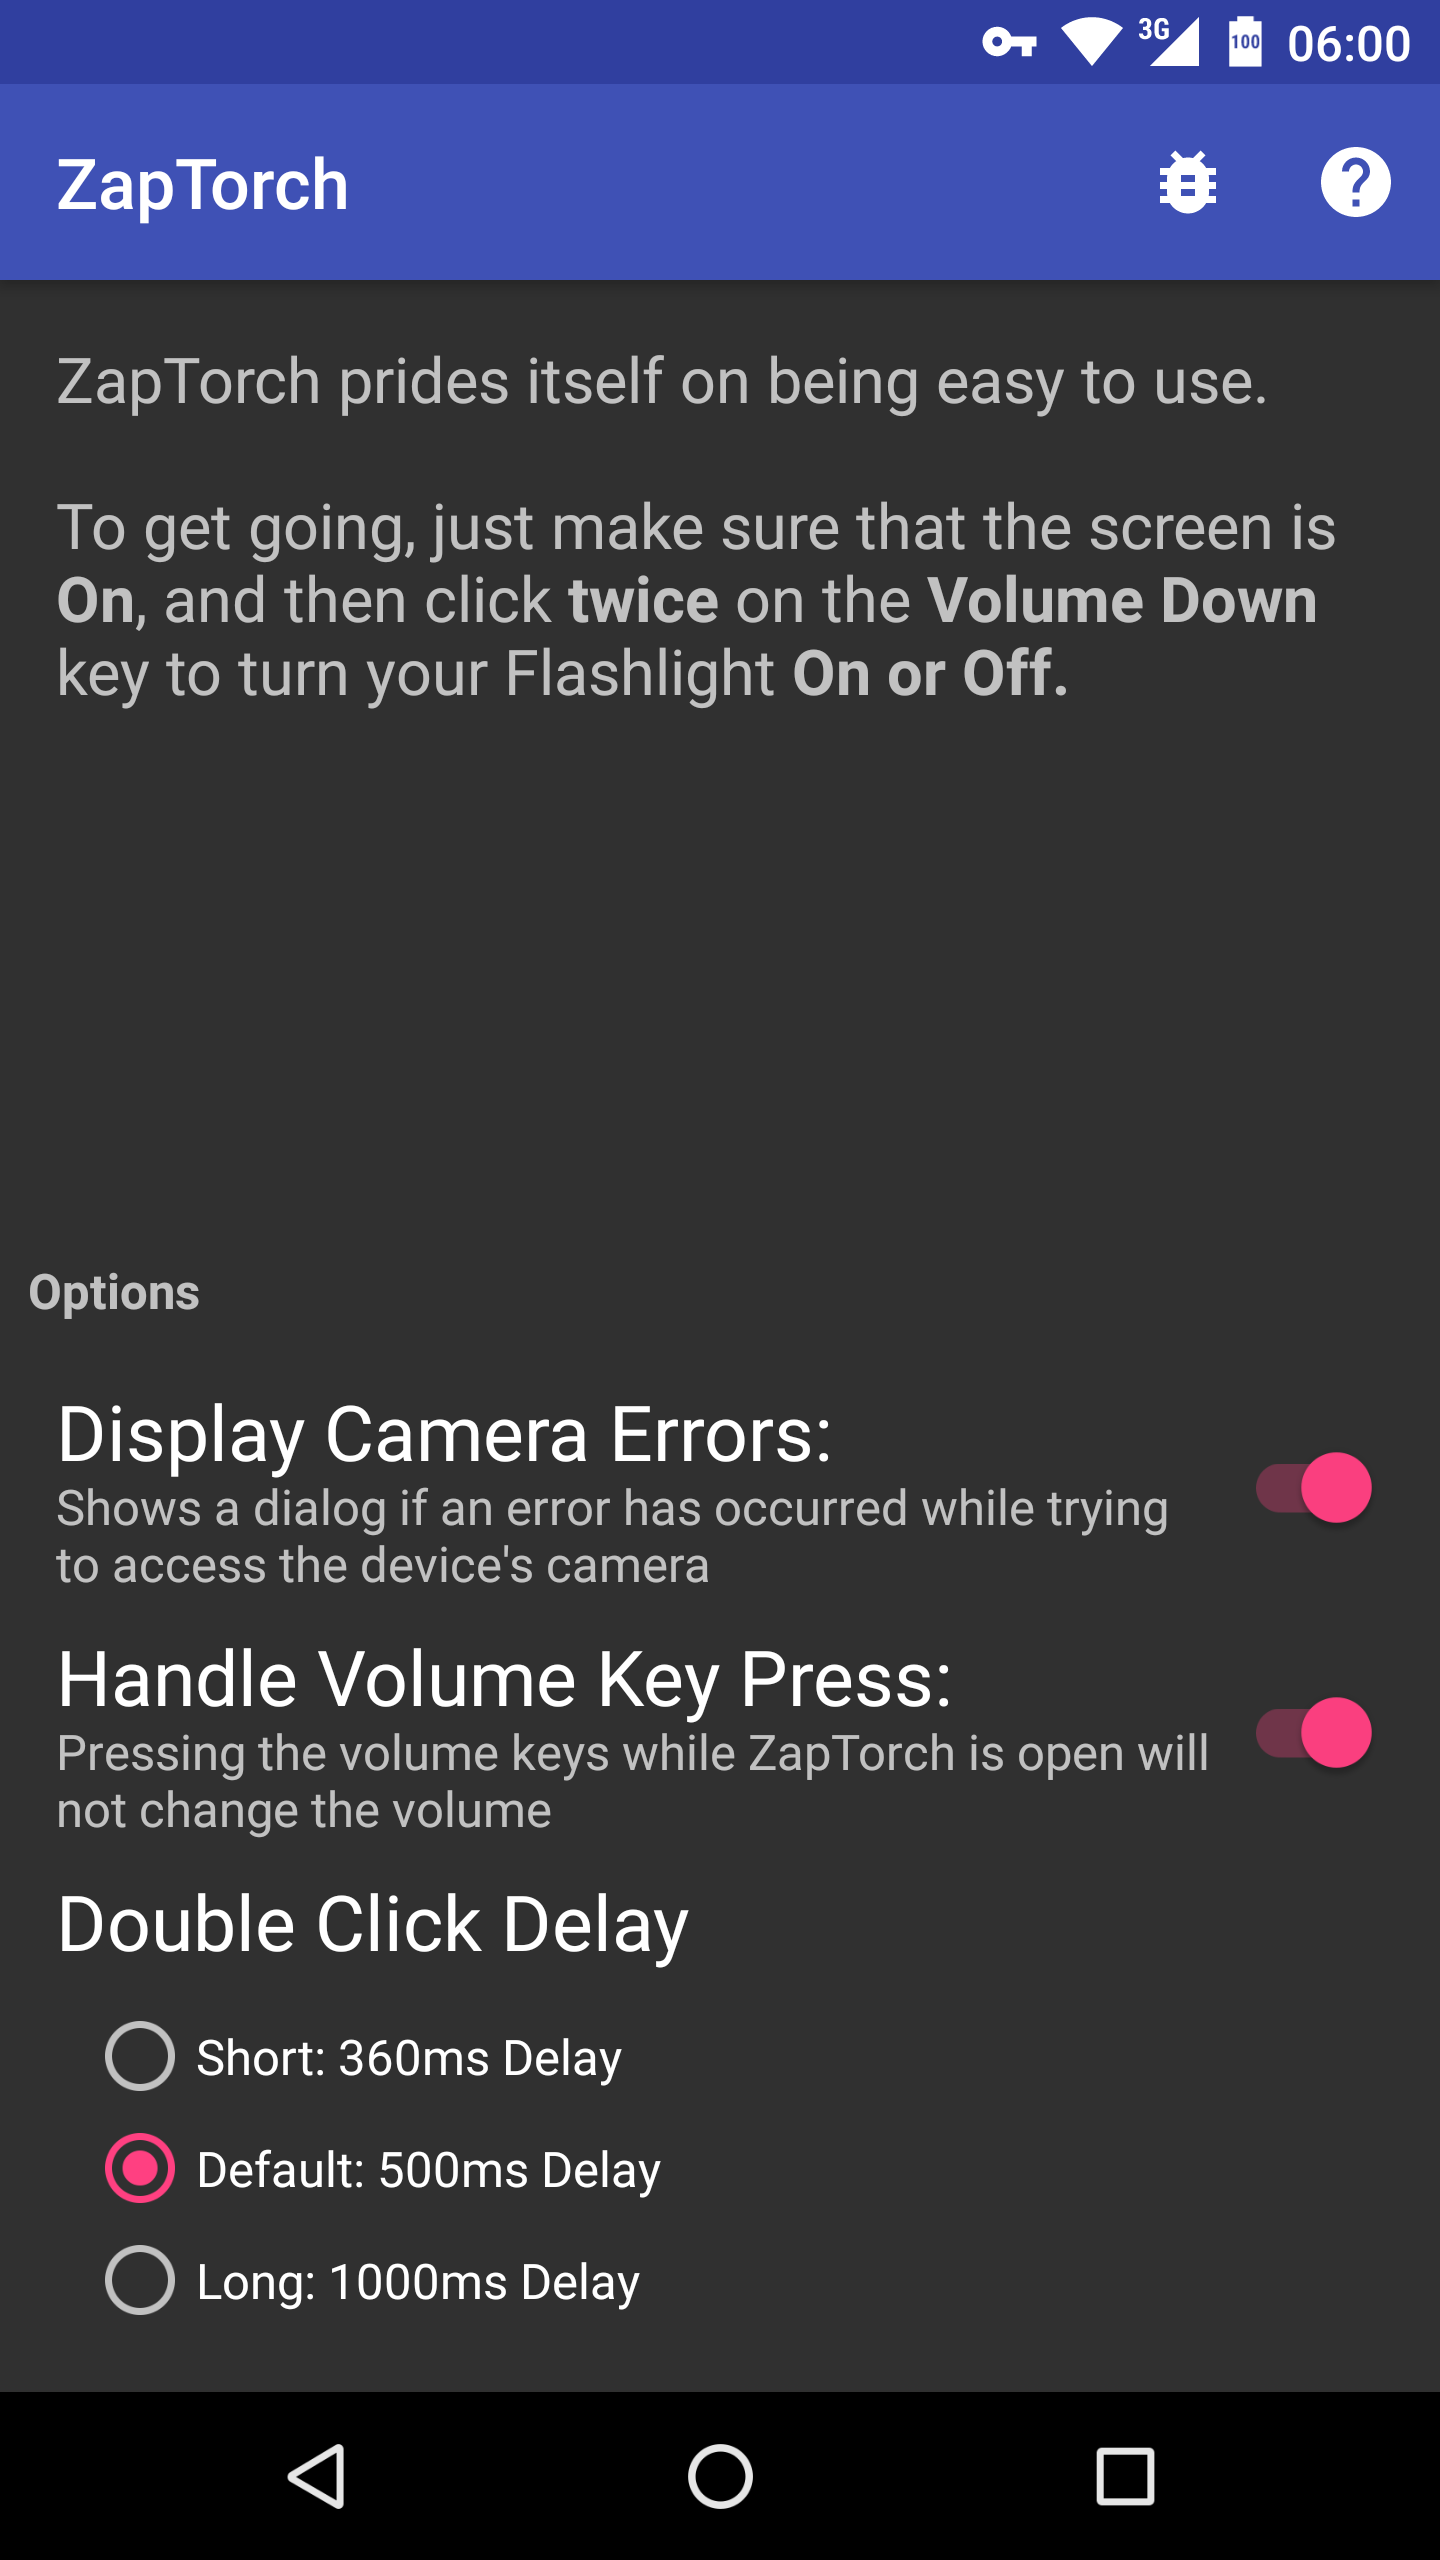 3G
100
06:00
ZapTorch
ZapTorch prides itself on being easy to use.
To get going, just make sure that the screen is
On, and then click twice on the Volume Down
key to turn your Flashlight On or Off.
Options
Display Camera Errors:
Shows a dialog if an error has occurred while trying
to access the device's camera
Handle Volume Key Press:
Pressing the volume keys while ZapTorch is open will
not change the volume
Double Click Delay
Short: 360ms Delay
Default: 500ms Delay
Long: 1000ms Delay